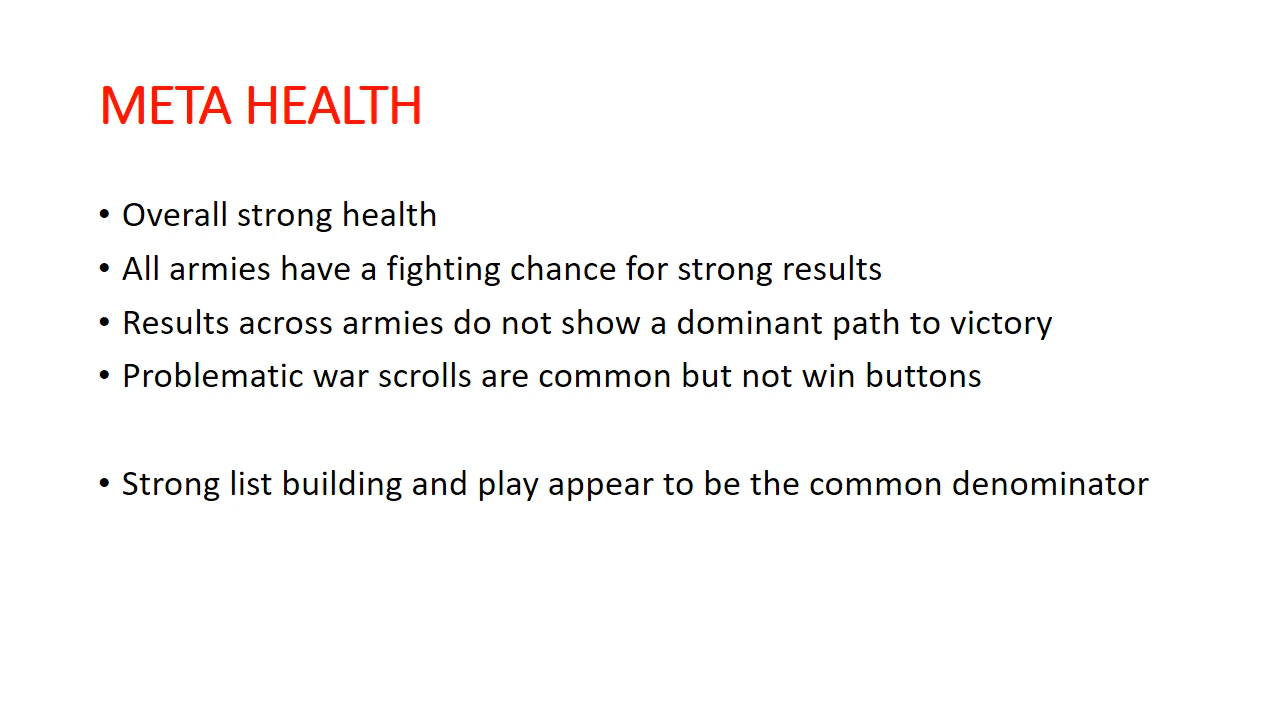 META HEALTH
• Overall strong health
• All armies have a fighting chance for strong results
• Results across armies do not show a dominant path to victory
• Problematic war scrolls are common but not win buttons
• Strong list building and play appear to be the common denominator